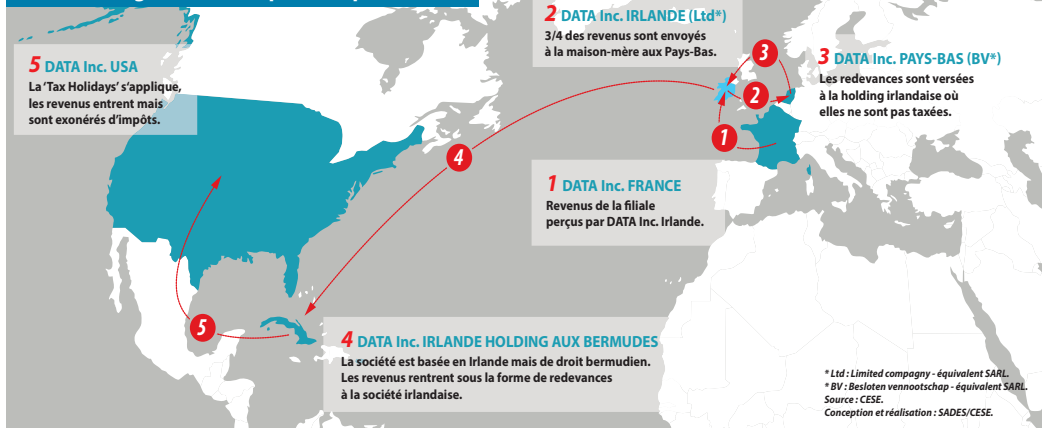 5 DATA Inc. USA
La 'Tax Holidays' s'applique,
les revenus entrent mais
sont exonérés d'impôts.
2 DATA Inc. IRLANDE (Ltd*)
3/4 des revenus sont envoyés
à la maison-mère aux Pays-Bas.
3 DATA Inc. PAYS-BAS (BV*)
Les redevances sont versées
à la holding irlandaise où
elles ne sont pas taxées.
3
2
1
4
1 DATA Inc. FRANCE
Revenus de la filiale
perçus par DATA Inc. Irlande.
5
4 DATA Inc. IRLANDE HOLDING AUX BERMUDES
La société est basée en Irlande mais de droit bermudien.
Les revenus rentrent sous la forme de redevances
à la société irlandaise.
* Ltd : Limited compagny - équivalent SARL.
* BV : Besloten vennootschap - équivalent SARL.
Source : CESE.
Conception et réalisation : SADES/CESE.